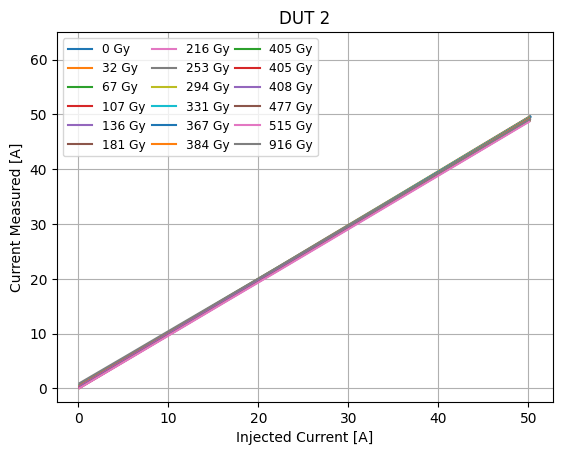 DUT 2
Current Measured [A]
60
50
40
30
20
10
0
0 Gy
32 Gy
67 Gy
107 Gy
136 Gy
181 Gy
216 Gy
253 Gy
294 Gy
331 Gy
367 Gy
384 Gy
405 Gy
405 Gy
408 Gy
477 Gy
515 Gy
916 Gy
0 10 20 30 40 50
Injected Current [A]